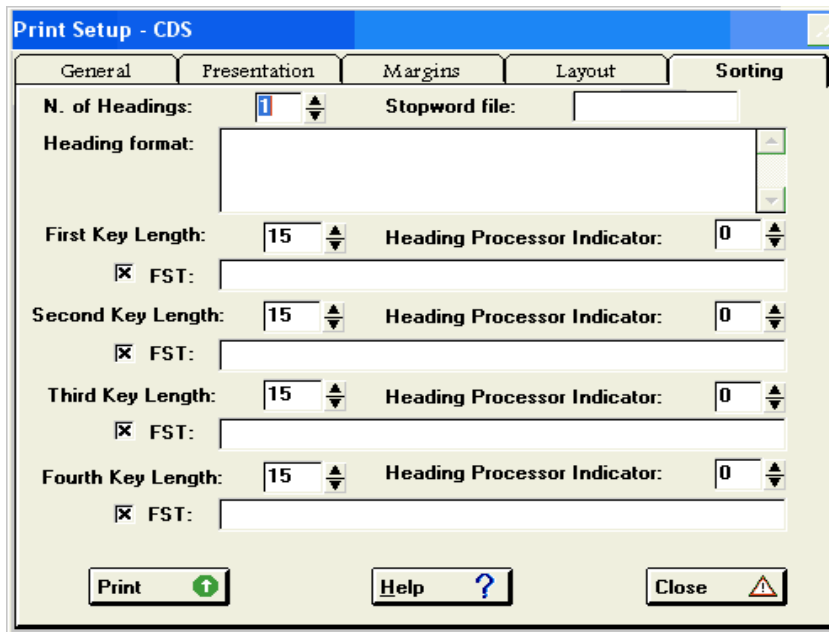 Print Setup - CDS
General Presentation Margins Layout Sorting
N. of Headings: 1 Stopword file:
Heading format:
First Key Length: 15 Heading Processor Indicator: 0
FST:
Second Key Length: 15 Heading Processor Indicator: 0
FST:
Third Key Length: 15 Heading Processor Indicator: 0
FST:
Fourth Key Length: 15 Heading Processor Indicator: 0
FST:
Print Help ? Close